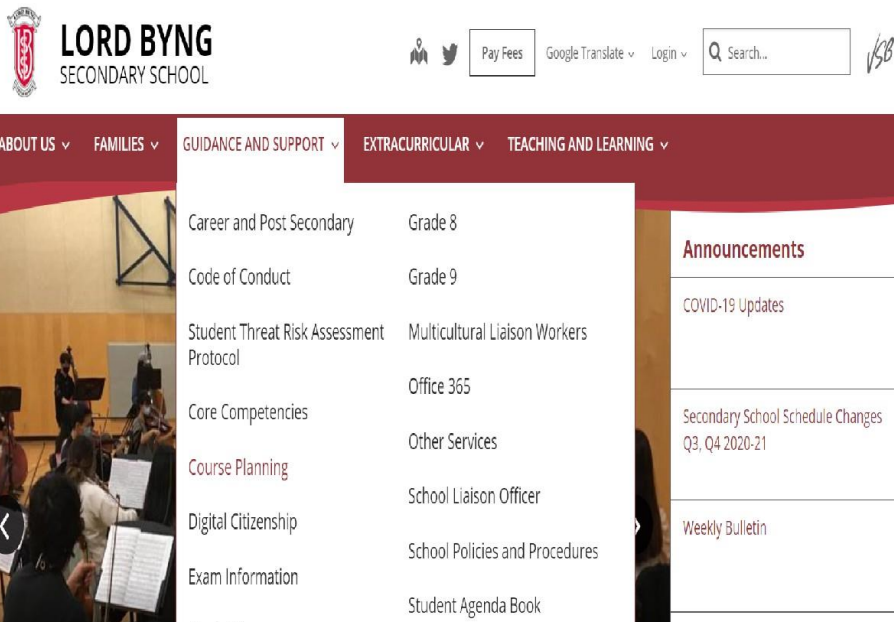 LORD BYNG
SECONDARY SCHOOL
Pay Fees
Google Translate
Login
Search...
VSB
ABOUT US
FAMILIES
GUIDANCE AND SUPPORT
EXTRACURRICULAR
TEACHING AND LEARNING
Career and Post Secondary
Code of Conduct
Student Threat Risk Assessment
Protocol
Core Competencies
Course Planning
Digital Citizenship
Exam Information
Grade 8
Grade 9
Multicultural Liaison Workers
Office 365
Other Services
School Liaison Officer
School Policies and Procedures
Student Agenda Book
Announcements
COVID-19 Updates
Secondary School Schedule Changes
Q3, Q4 2020-21
Weekly Bulletin